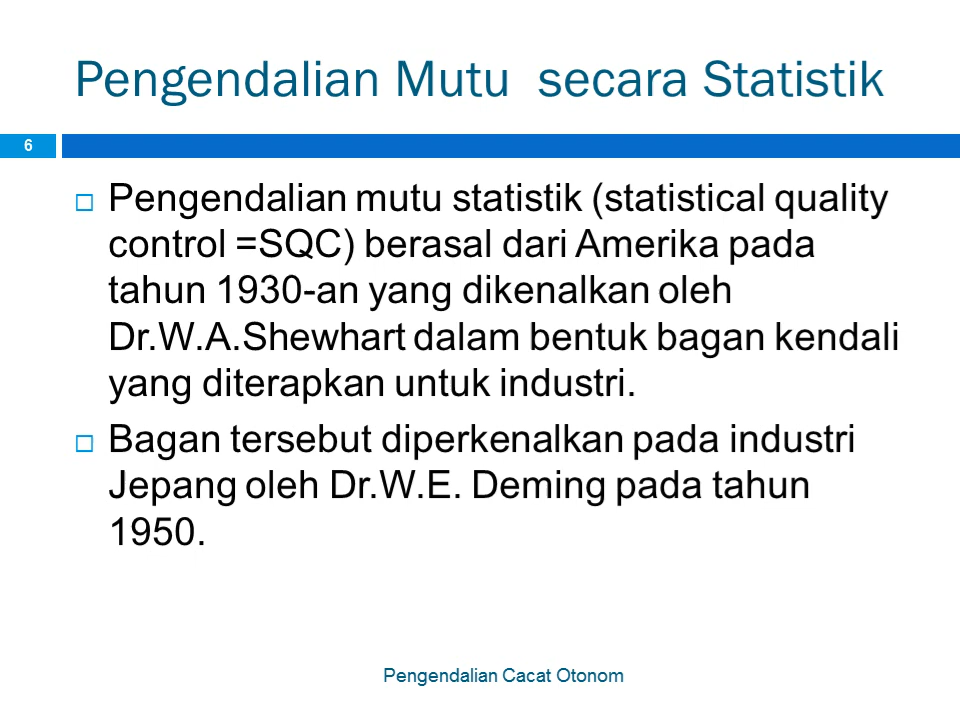 Pengendalian Mutu  secara Statistik
6
Pengendalian mutu statistik (statistical quality
control =SQC) berasal dari Amerika pada
tahun 1930-an yang dikenalkan oleh
Dr.W.A.Shewhart dalam bentuk bagan kendali
yang diterapkan untuk industri.
Bagan tersebut diperkenalkan pada industri
Jepang oleh Dr.W.E. Deming pada tahun
1950.
Pengendalian Cacat Otonom